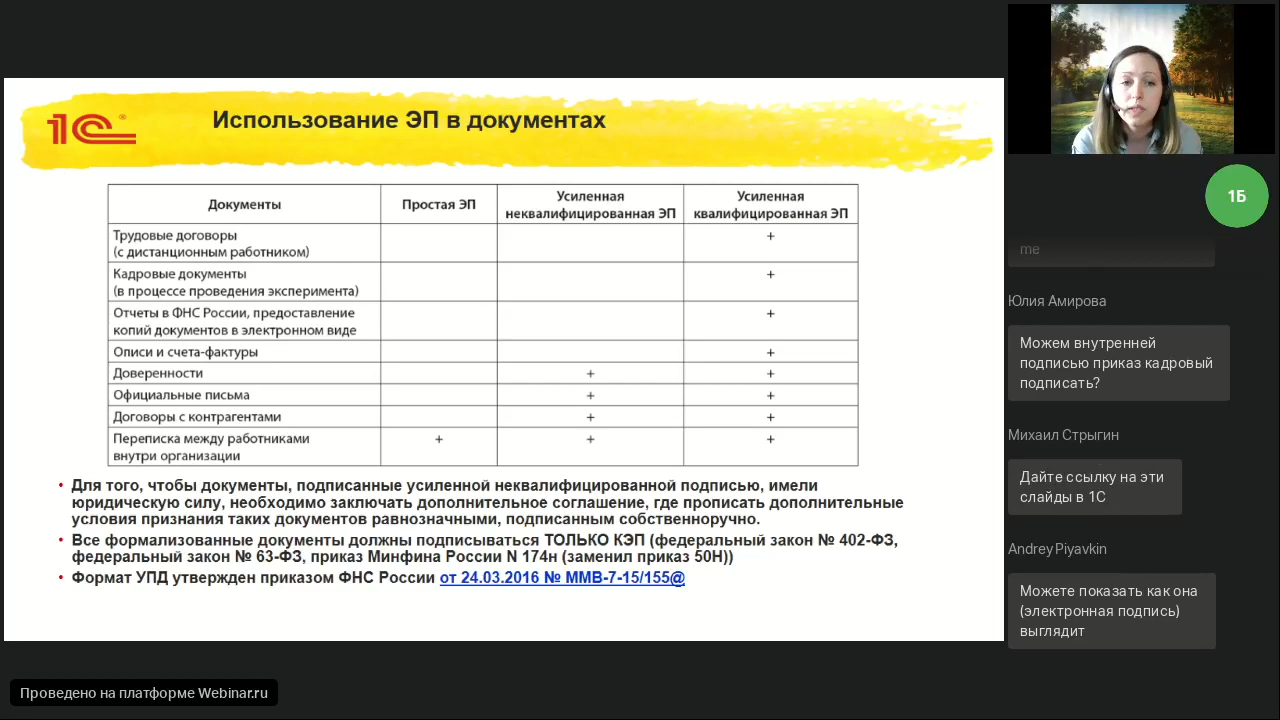 1С®
Использование ЭП в документах
Документы
Простая ЭП
Усиленная
неквалифицированная ЭП
Усиленная
квалифицированная ЭП
Трудовые договоры
(с дистанционным работником)
+
Кадровые документы
(в процессе проведения эксперимента)
+
Отчеты в ФНС России, предоставление
копий документов в электронном виде
+
Описи и счета-фактуры
+
Доверенности
+ +
Официальные письма
+ +
Договоры с контрагентами
+ +
Переписка между работниками
внутри организации
+ + +
• Для того, чтобы документы, подписанные усиленной неквалифицированной подписью, имели
юридическую силу, необходимо заключать дополнительное соглашение, где прописать дополнительные
условия признания таких документов равнозначными, подписанным собственноручно.
• Все формализованные документы должны подписываться ТОЛЬКО КЭП (федеральный закон № 402-ФЗ,
федеральный закон № 63-ФЗ, приказ Минфина России N 174н (заменил приказ 50Н))
• Формат УПД утвержден приказом ФНС России от 24.03.2016 № ММВ-7-15/155@
1Б
me
Юлия Амирова
Можем внутренней
подписью приказ кадровый
подписать?
Михаил Стрыгин
Дайте ссылку на эти
слайды в 1С
Andrey Piyavkin
Можете показать как она
(электронная подпись)
выглядит
Проведено на платформе Webinar.ru